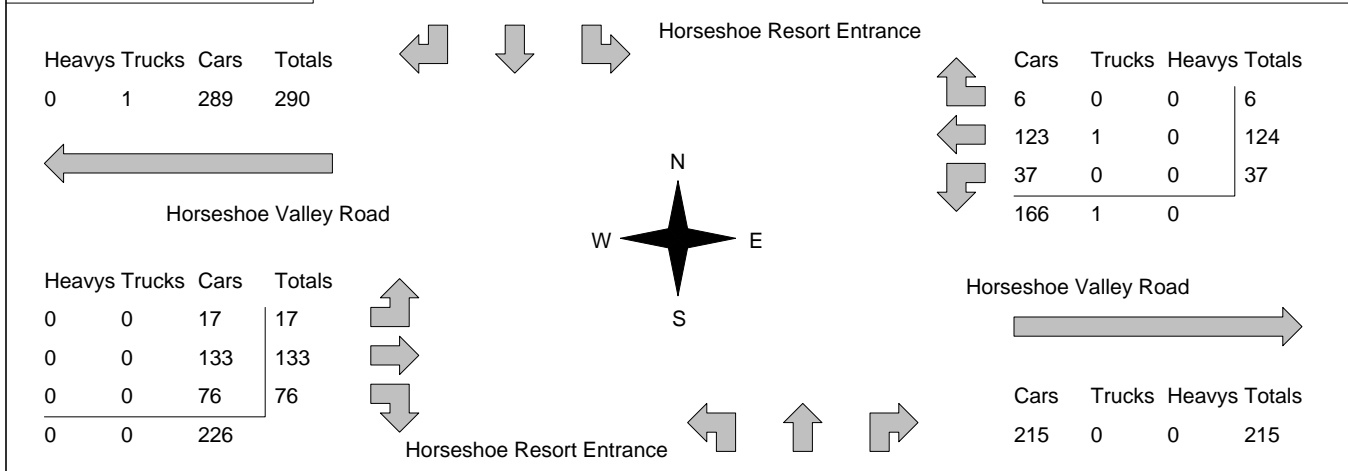 Horseshoe Resort Entrance
Heavys Trucks Cars Totals
0 1 289 290
Horseshoe Valley Road
Heavys Trucks Cars Totals
0 0 17 17
0 0 133 133
0 0 76 76
0 0 226
N
W E
S
Cars Trucks Heavys Totals
6 0 0 6
123 1 0 124
37 0 0 37
166 1 0
Horseshoe Valley Road
Cars Trucks Heavys Totals
215 0 0 215
Horseshoe Resort Entrance